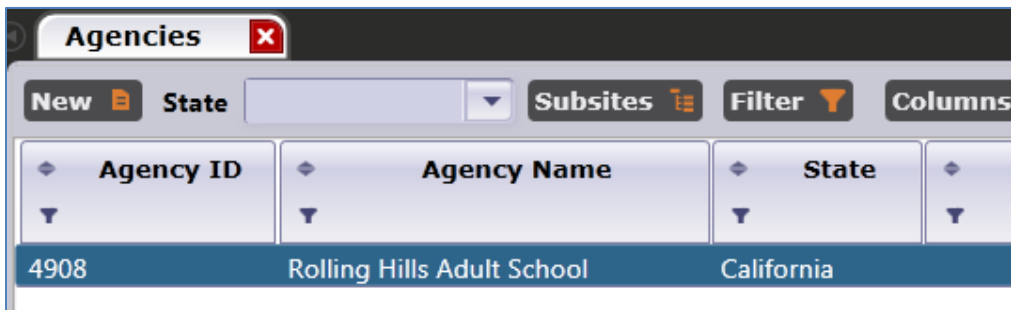 Agencies
New State Subsites Filter Columns
Agency ID Agency Name State
4908 Rolling Hills Adult School California